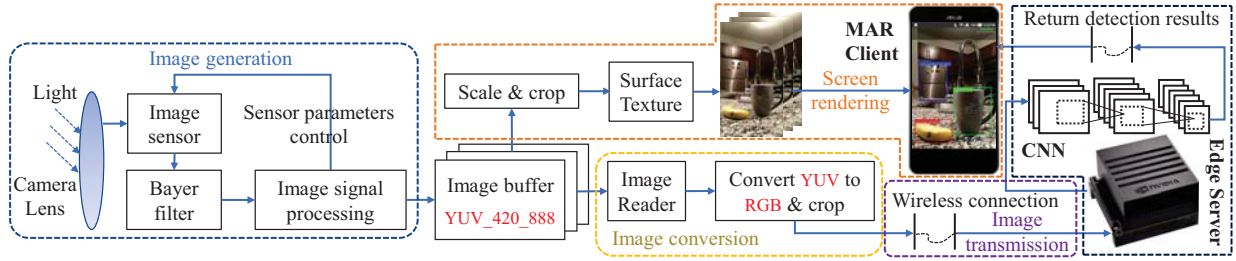 Image generation
Light
Camera
Lens
Image
sensor
Sensor parameters
control
Bayer
filter
Image signal
processing
Scale & crop
Surface
Texture
Screen
rendering
MAR
Client
Image buffer
YUV_420_888
Image
Reader
Convert YUV to
RGB & crop
Image conversion
Wireless connection
Image
transmission
Return detection results
CNN
Edge Server
ASUS
NVIDIA